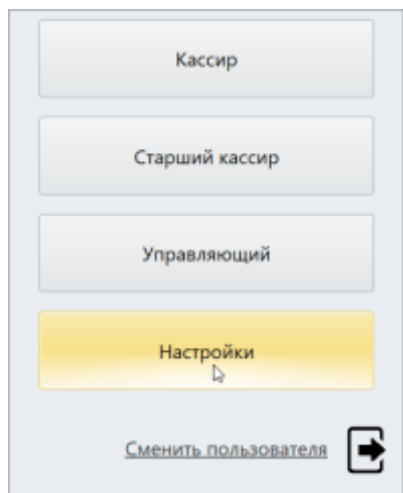 Кассир
Старший кассир
Управляющий
Настройки
Сменить пользователя